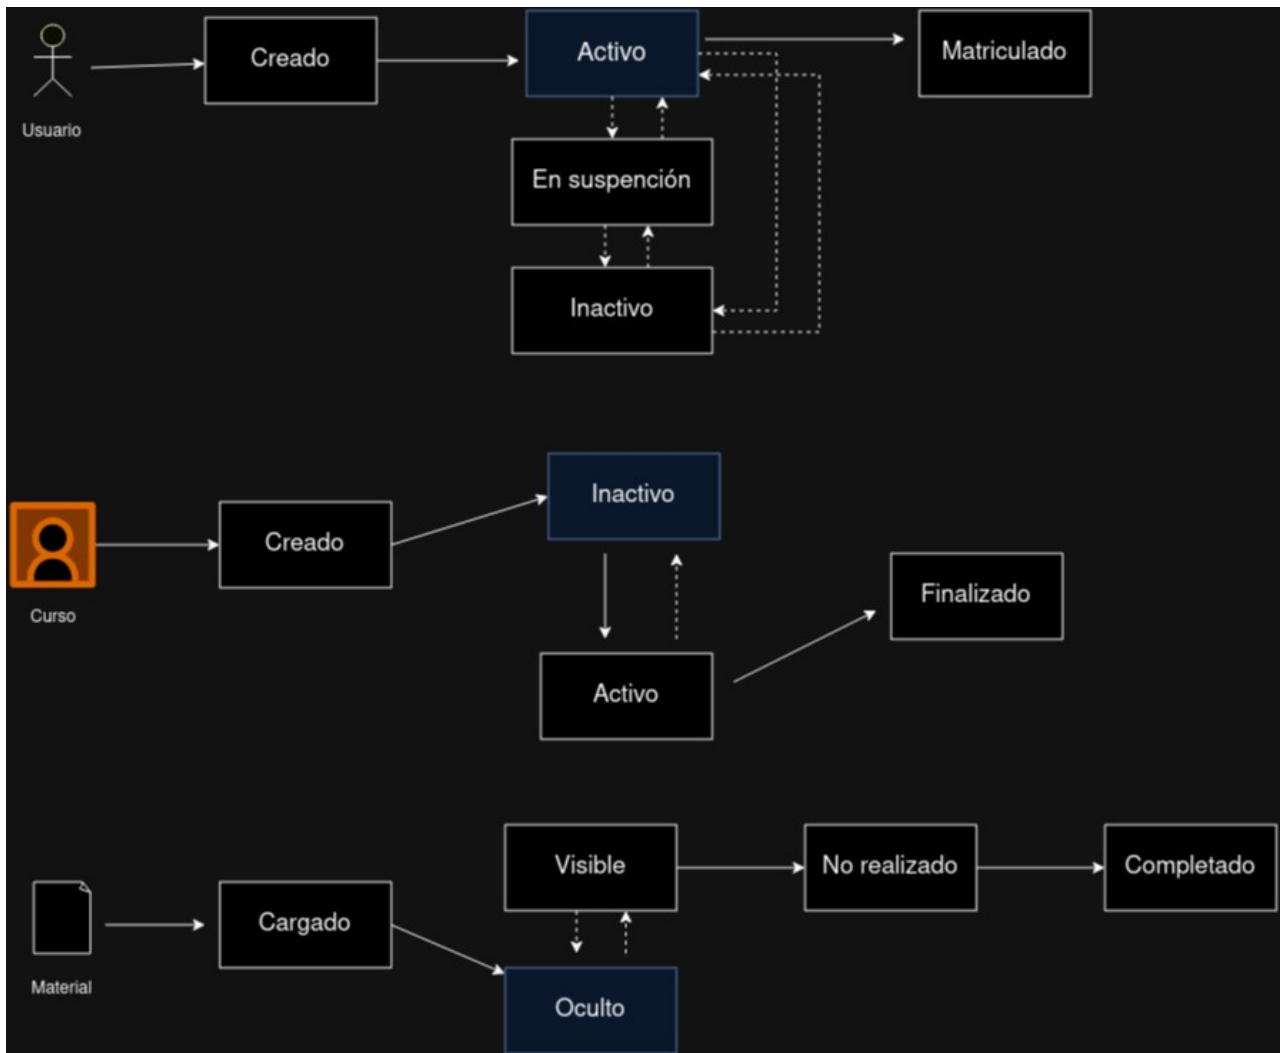 Usuario
Creado
Activo
Matriculado
En suspención
Inactivo
Curso
Creado
Inactivo
Activo
Finalizado
Material
Cargado
Visible
No realizado
Completado
Oculto